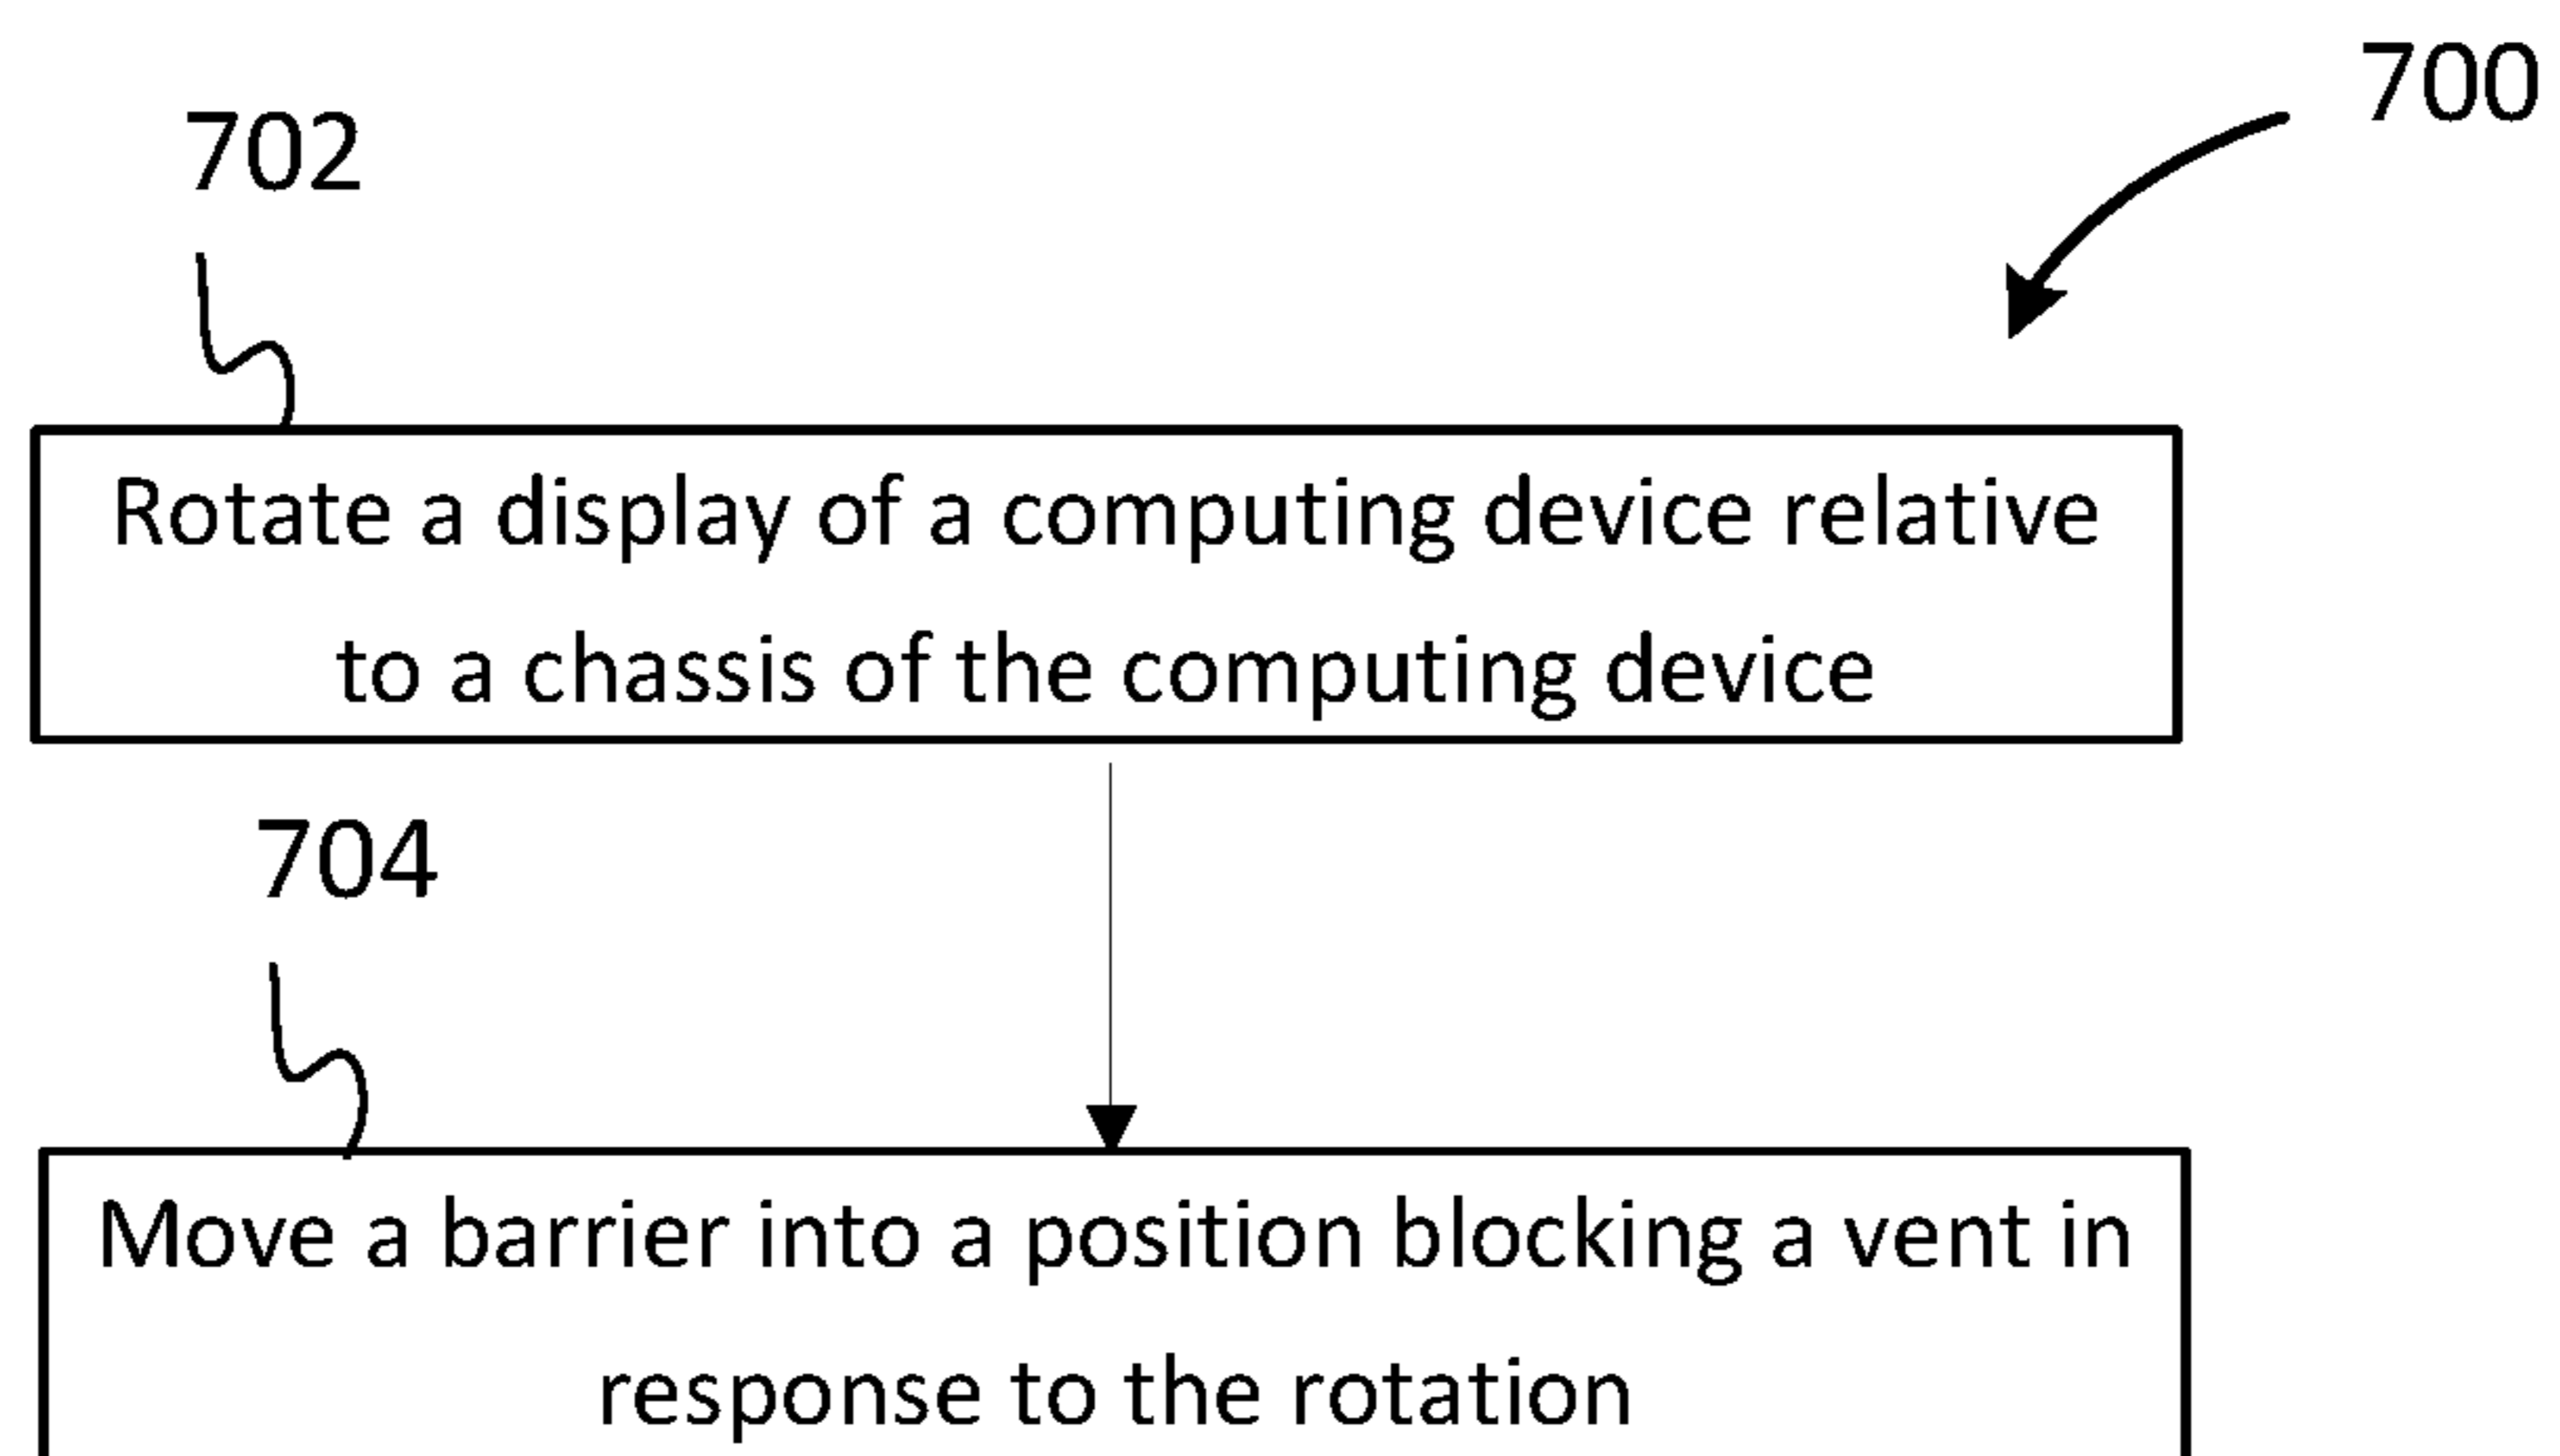 700
702
Rotate a display of a computing device relative
to a chassis of the computing device
704
Move a barrier into a position blocking a vent in
response to the rotation